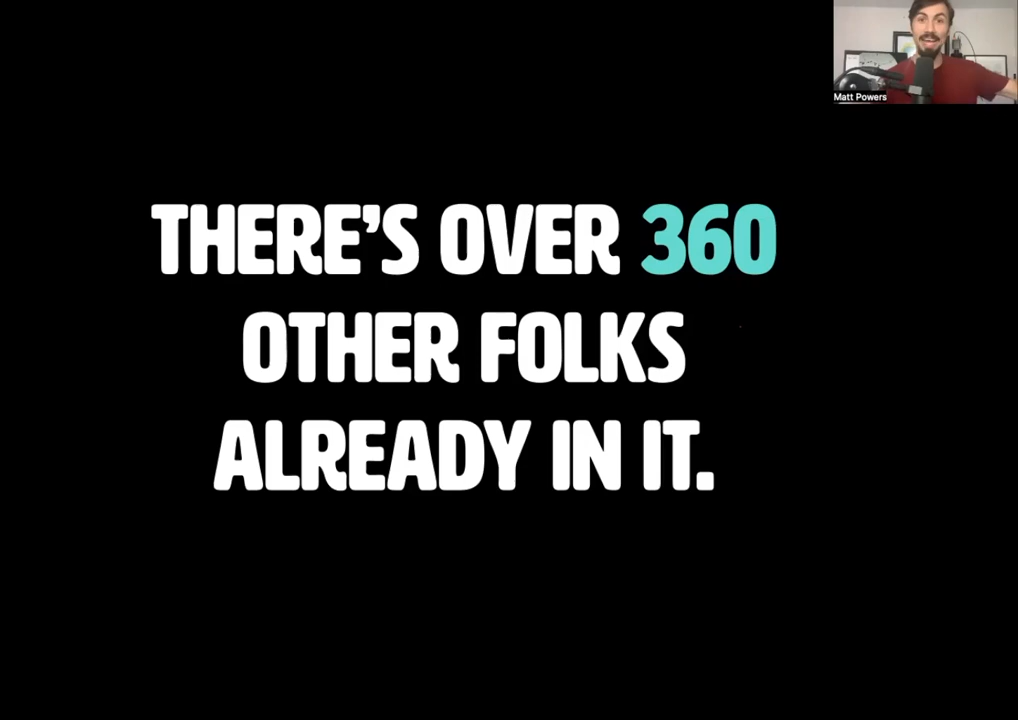 Matt Powers
THERE'S OVER 360
OTHER FOLKS
ALREADY IN IT.